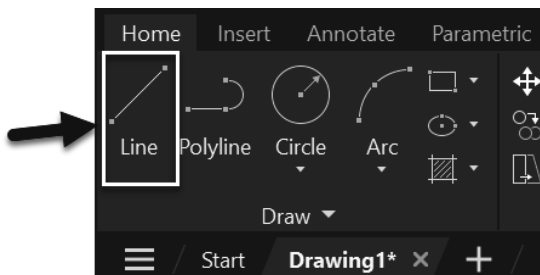 Home Insert Annotate Parametric
Line Polyline Circle Arc
Draw
Start Drawing1*